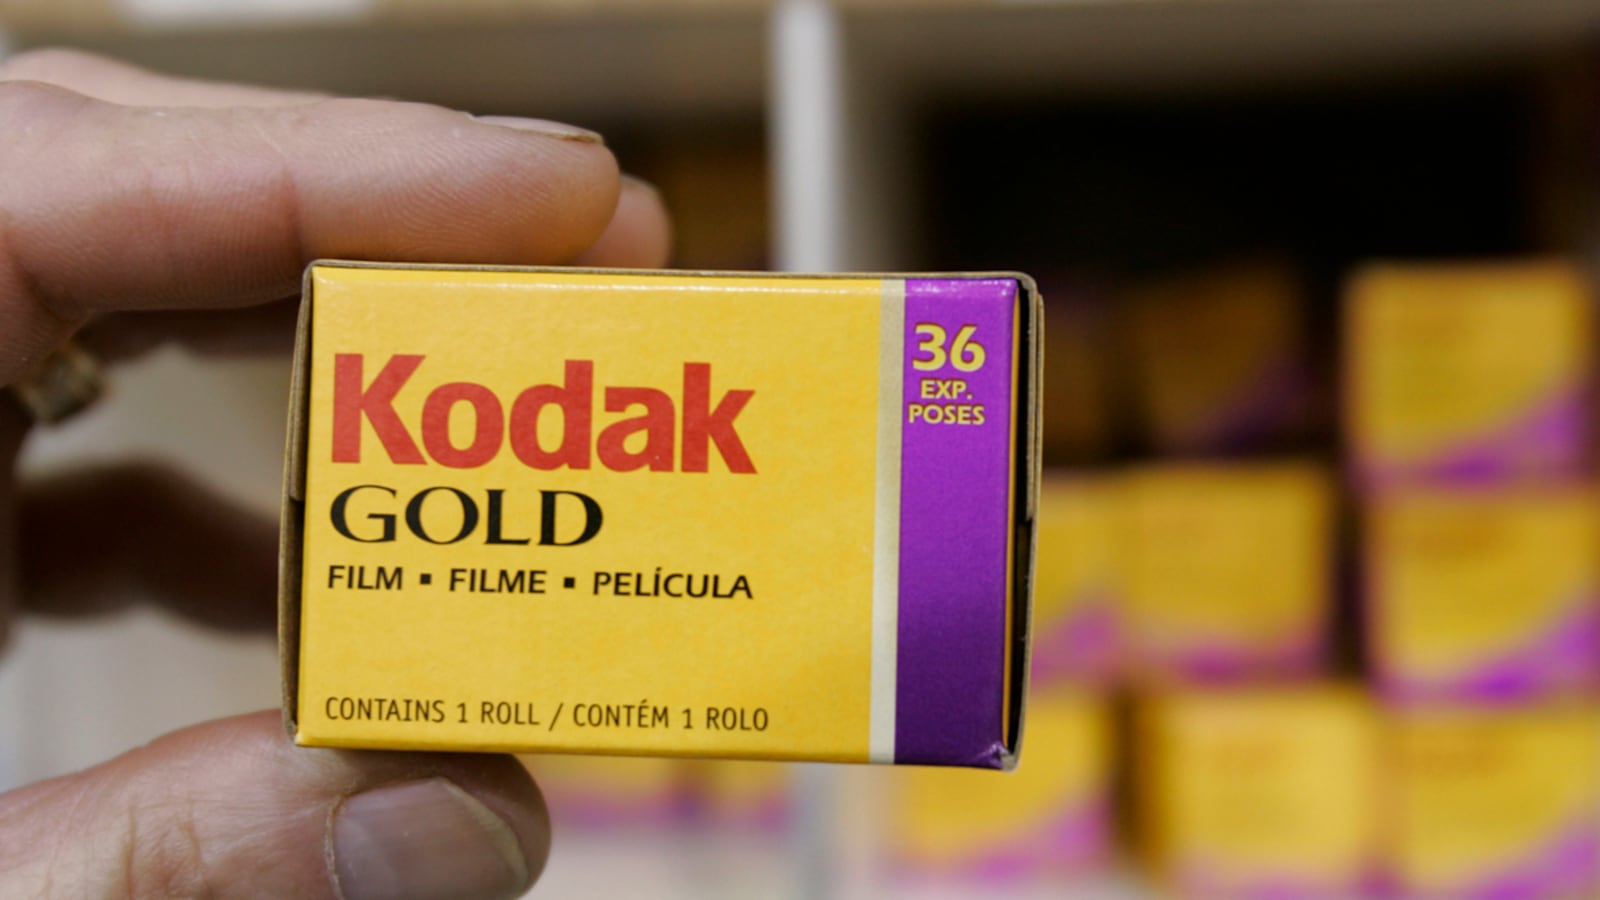 Kodak
GOLD
FILM ▪ FILME ▪ PELÍCULA
CONTAINS 1 ROLL / CONTÉM 1 ROLO
36
EXP.
POSES